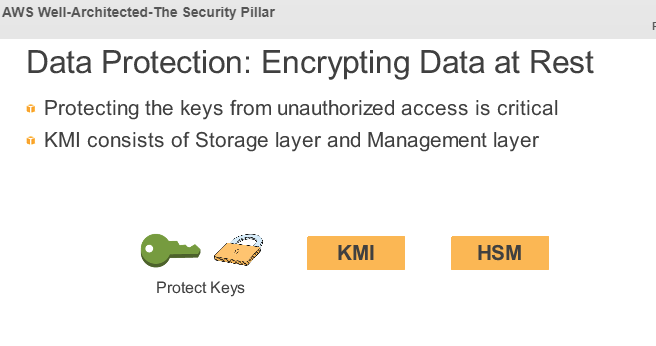 AWS Well-Architected-The Security Pillar
Data Protection: Encrypting Data at Rest
Protecting the keys from unauthorized access is critical
KMI consists of Storage layer and Management layer
KMI
HSM
Protect Keys